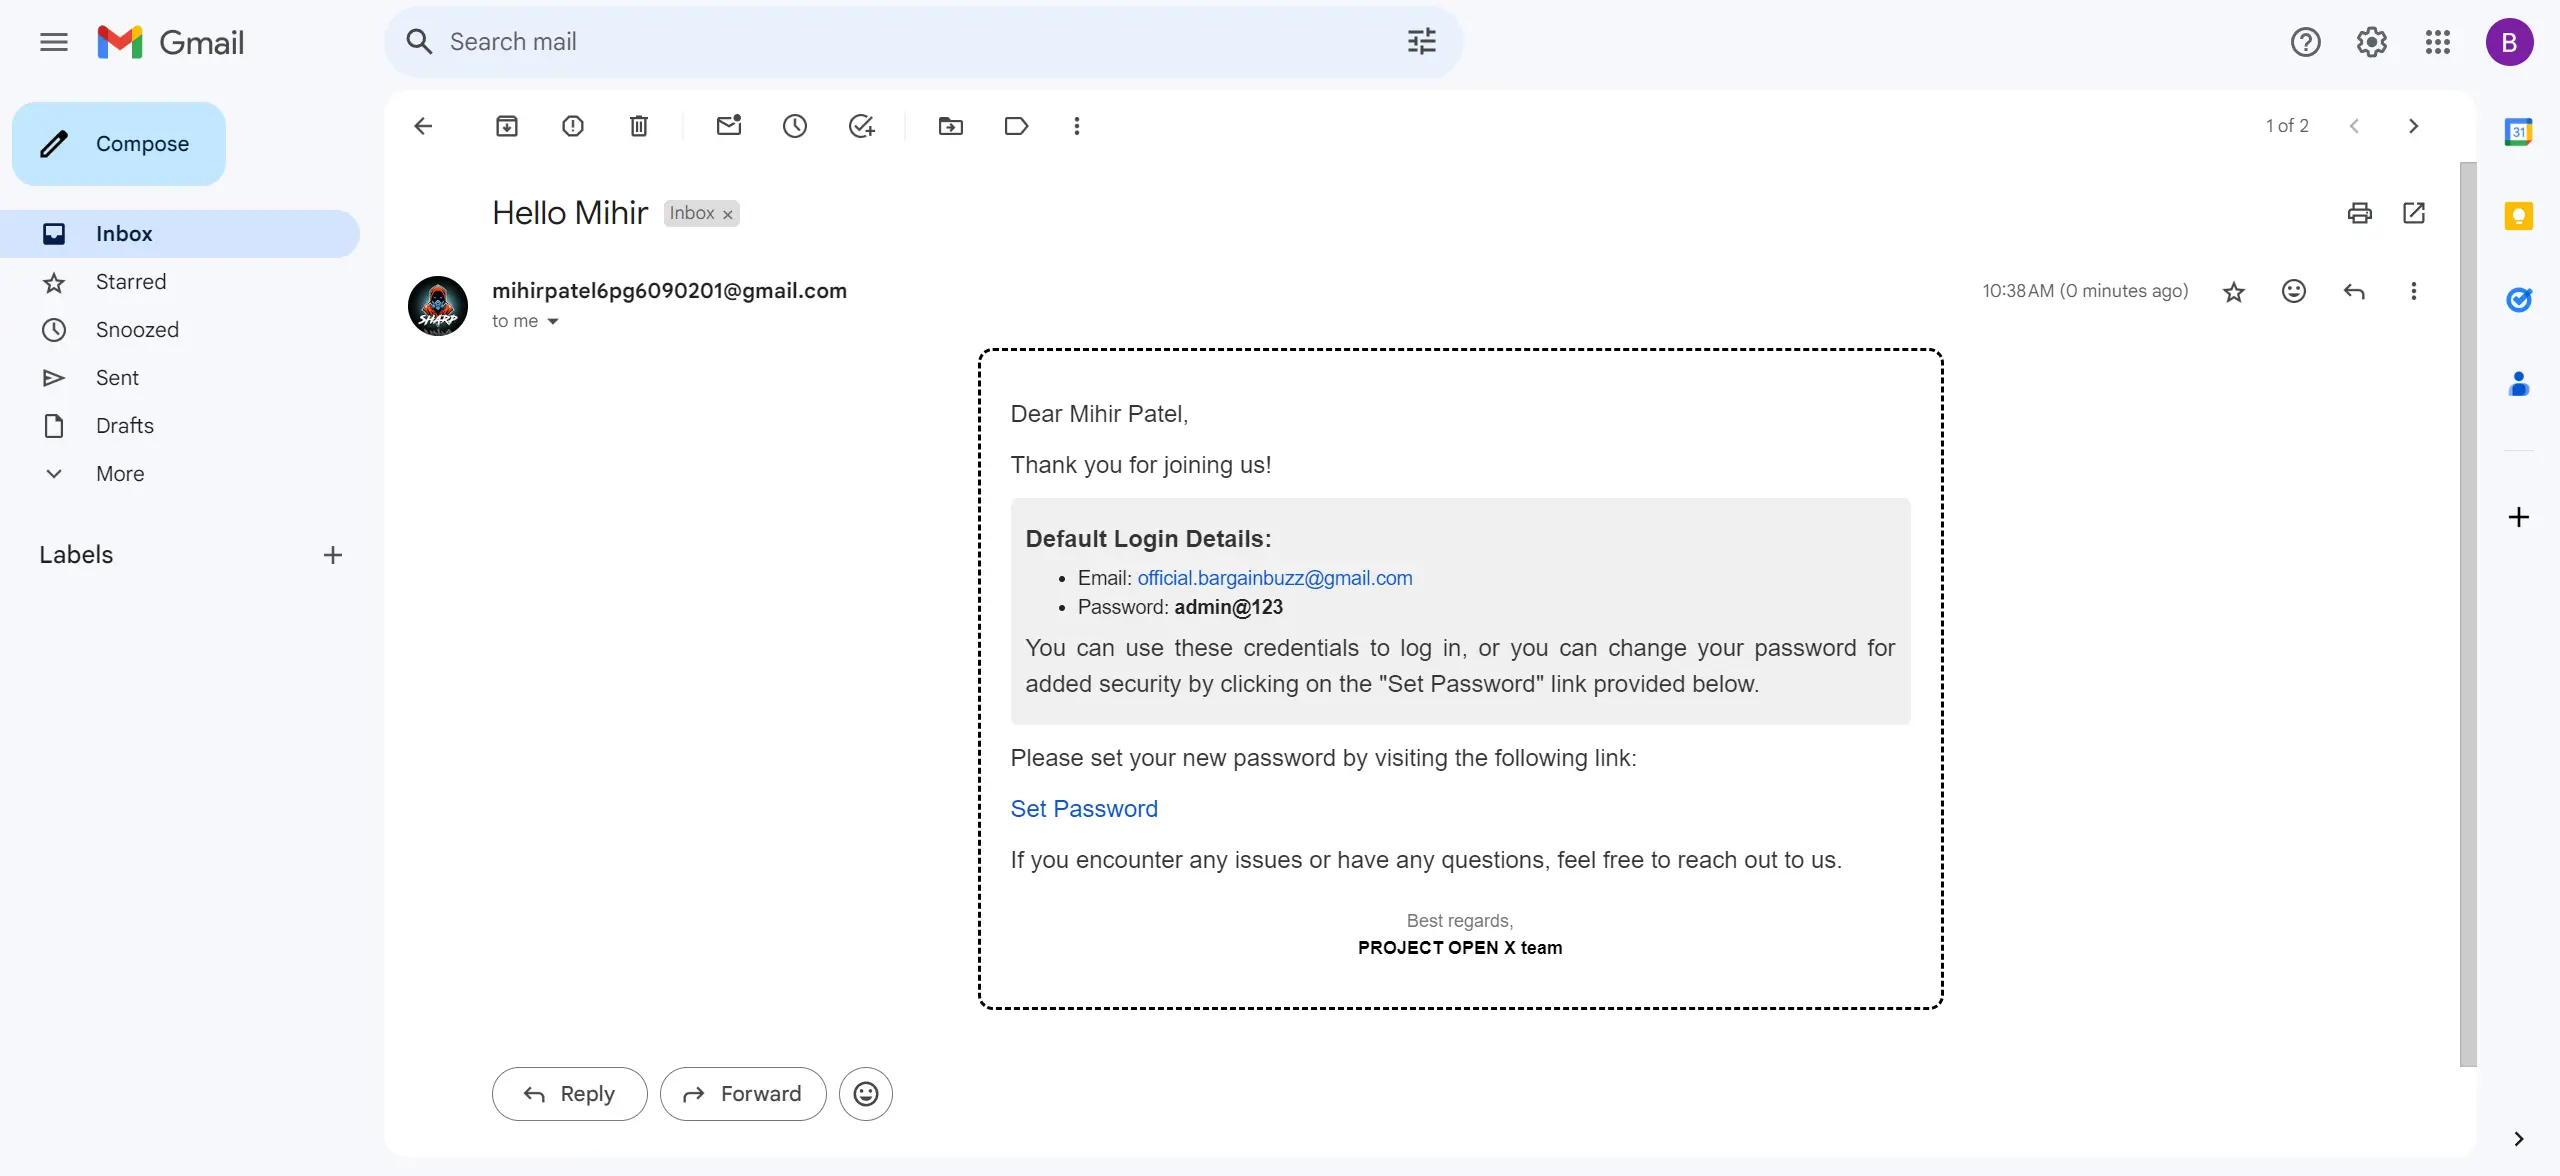 Gmail
Search mail
B
Compose
1 of 2
31
Hello Mihir Inbox ×
Inbox
Starred
Snoozed
Sent
Drafts
More
Labels
SHARP
mihirpatel6pg6090201@gmail.com
10:38 AM (0 minutes ago)
to me
Dear Mihir Patel,
Thank you for joining us!
Default Login Details:
• Email: official.bargainbuzz@gmail.com
• Password: admin@123
You can use these credentials to log in, or you can change your password for
added security by clicking on the "Set Password" link provided below.
Please set your new password by visiting the following link:
Set Password
If you encounter any issues or have any questions, feel free to reach out to us.
Best regards,
PROJECT OPEN X team
Reply
Forward